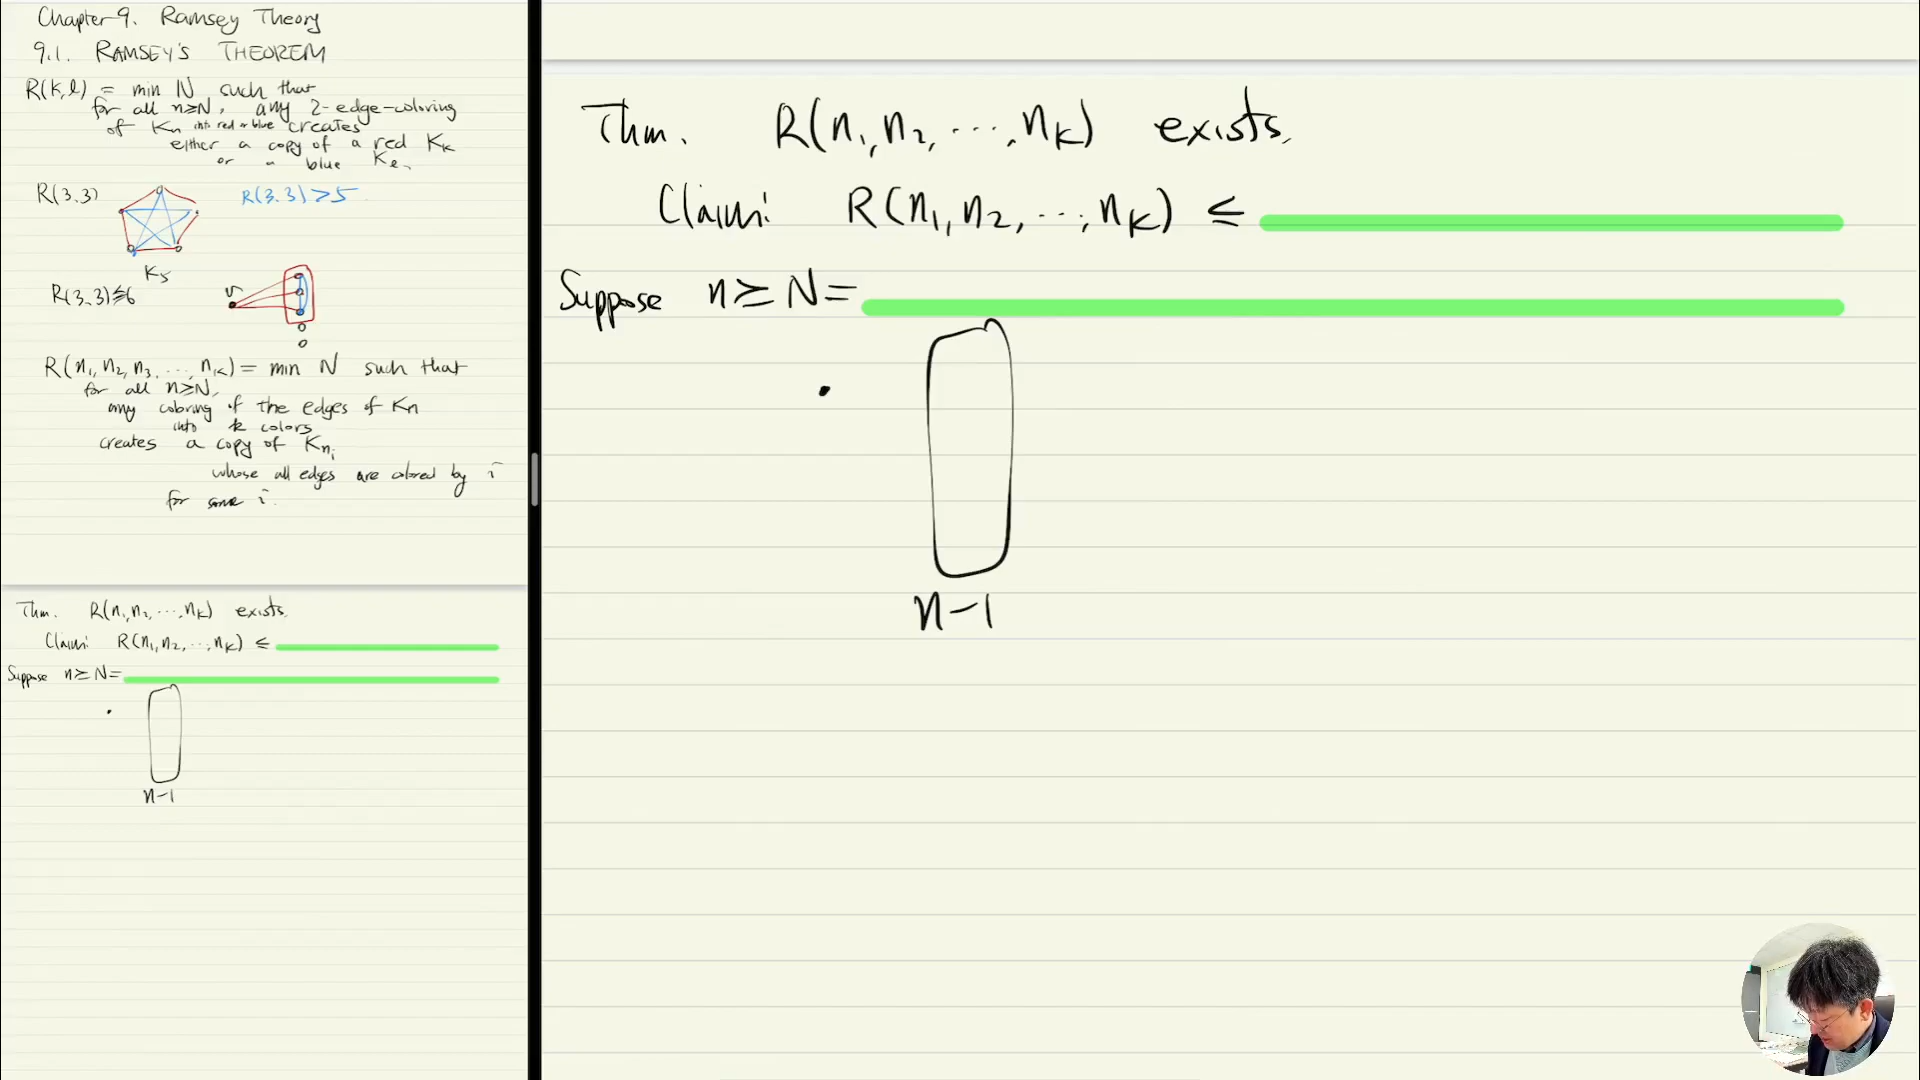 Chapter 9. Ramsey Theory
9.1. RAMSEY'S THEOREM
R(k,l) = min N such that
for all n≥N, any 2-edge-coloring
of Kn into red or blue creates
either a copy of a red Kk
or a blue Kl
R(3,3)
R(3,3)>5
K5
R(3,3)≤6
v
R(n1, n2, n3, ..., nk) = min N such that
for all n≥N,
any coloring of the edges of Kn
into k colors
creates a copy of Kni
whose all edges are colored by i
for some i.
Thm. R(n1, n2, ..., nk) exists.
Claim: R(n1, n2, ..., nk) ≤
Suppose n≥N=
n-1
Thm. R(n1, n2, ..., nk) exists.
Claim: R(n1, n2, ..., nk) ≤
Suppose n≥N=
n-1